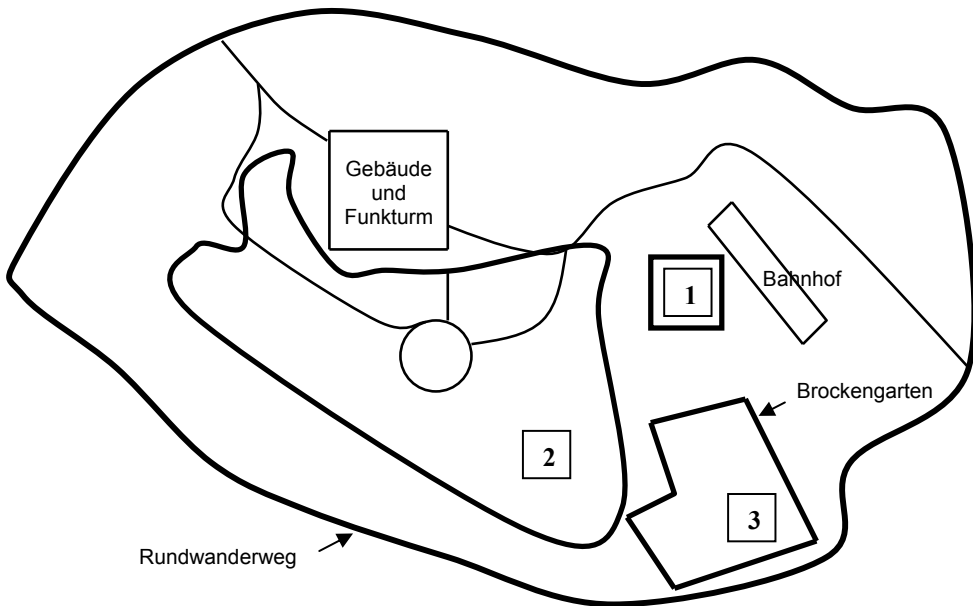 Gebäude
und
Funkturm
1
Bahnhof
Brockengarten
2
3
Rundwanderweg